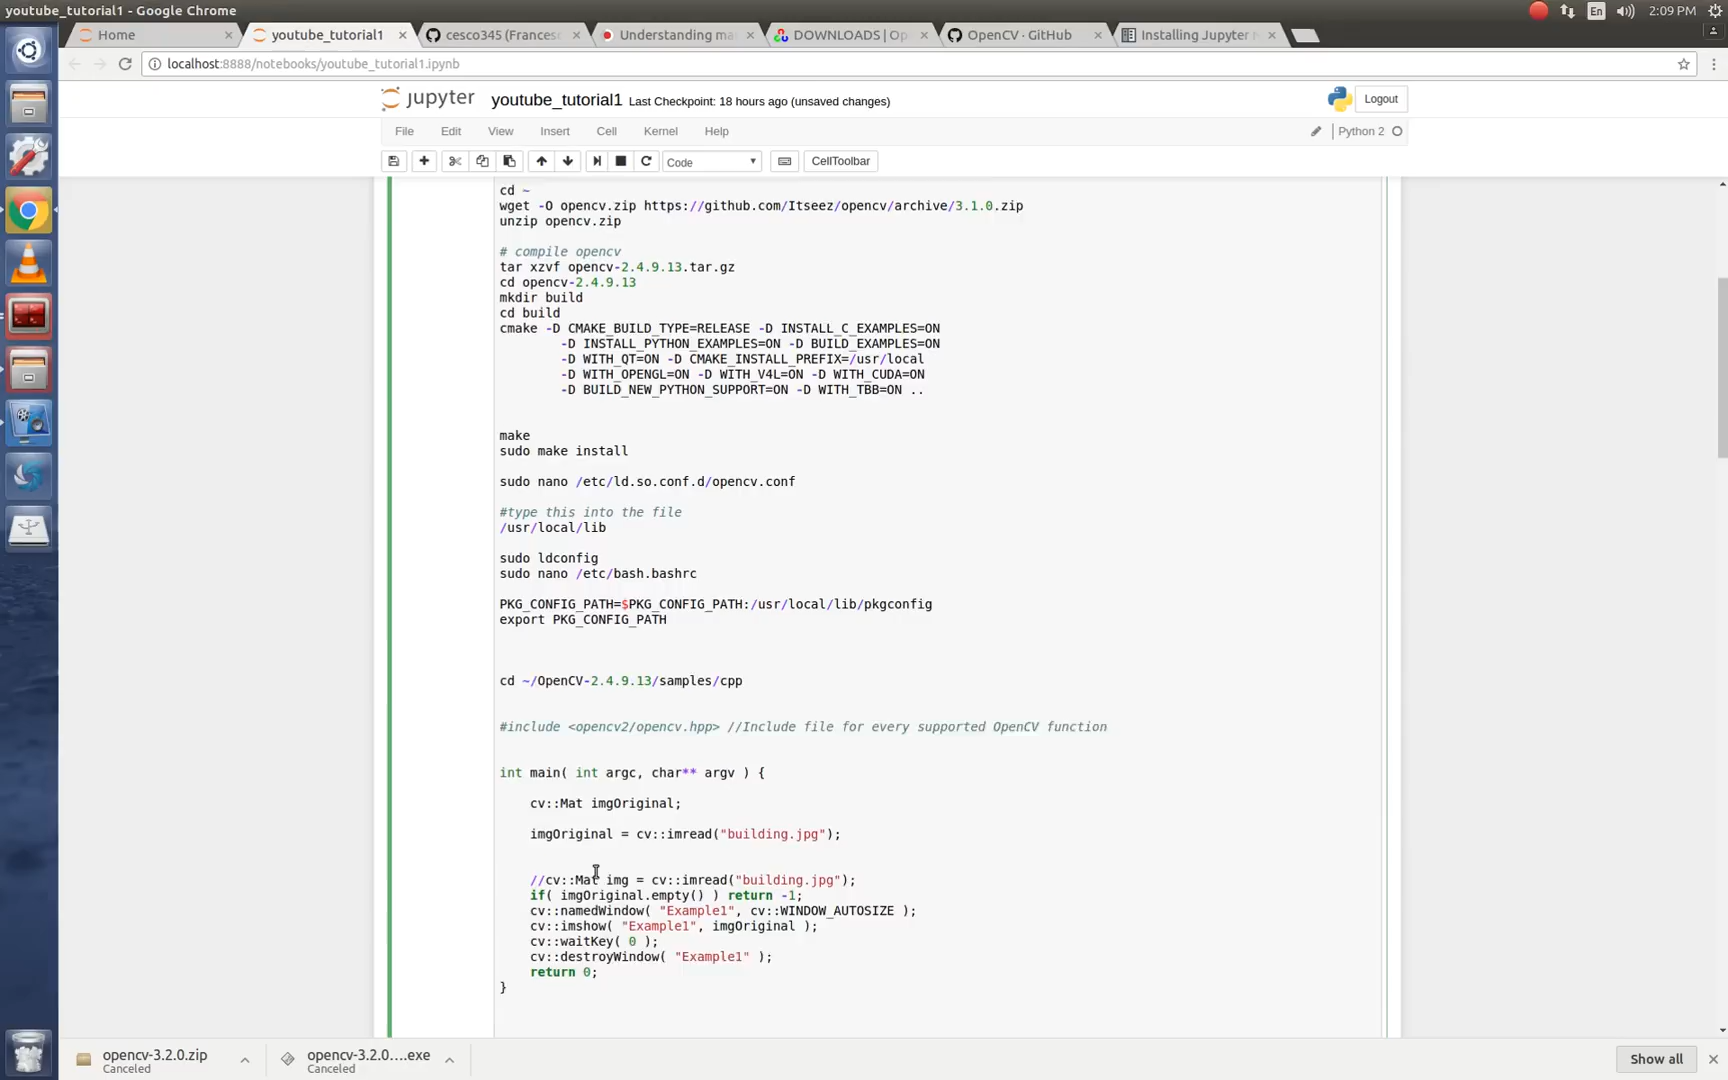 youtube_tutorial1 - Google Chrome
En
2:09 PM
Home
youtube_tutorial1
cesco345 (Frances
Understanding ma
DOWNLOADS | Op
OpenCV · GitHub
Installing Jupyter
localhost:8888/notebooks/youtube_tutorial1.ipynb
jupyter youtube_tutorial1 Last Checkpoint: 18 hours ago (unsaved changes)
Logout
File Edit View Insert Cell Kernel Help
Python 2
Code
CellToolbar
cd ~
wget -O opencv.zip https://github.com/Itseez/opencv/archive/3.1.0.zip
unzip opencv.zip
# compile opencv
tar xzvf opencv-2.4.9.13.tar.gz
cd opencv-2.4.9.13
mkdir build
cd build
cmake -D CMAKE_BUILD_TYPE=RELEASE -D INSTALL_C_EXAMPLES=ON
-D INSTALL_PYTHON_EXAMPLES=ON -D BUILD_EXAMPLES=ON
-D WITH_QT=ON -D CMAKE_INSTALL_PREFIX=/usr/local
-D WITH_OPENGL=ON -D WITH_V4L=ON -D WITH_CUDA=ON
-D BUILD_NEW_PYTHON_SUPPORT=ON -D WITH_TBB=ON ..
make
sudo make install
sudo nano /etc/ld.so.conf.d/opencv.conf
#type this into the file
/usr/local/lib
sudo ldconfig
sudo nano /etc/bash.bashrc
PKG_CONFIG_PATH=$PKG_CONFIG_PATH:/usr/local/lib/pkgconfig
export PKG_CONFIG_PATH
cd ~/OpenCV-2.4.9.13/samples/cpp
#include <opencv2/opencv.hpp> //Include file for every supported OpenCV function
int main( int argc, char** argv ) {
cv::Mat imgOriginal;
imgOriginal = cv::imread("building.jpg");
//cv::Mat img = cv::imread("building.jpg");
if( imgOriginal.empty() ) return -1;
cv::namedWindow( "Example1", cv::WINDOW_AUTOSIZE );
cv::imshow( "Example1", imgOriginal );
cv::waitKey( 0 );
cv::destroyWindow( "Example1" );
return 0;
}
opencv-3.2.0.zip
Canceled
opencv-3.2.0....exe
Canceled
Show all